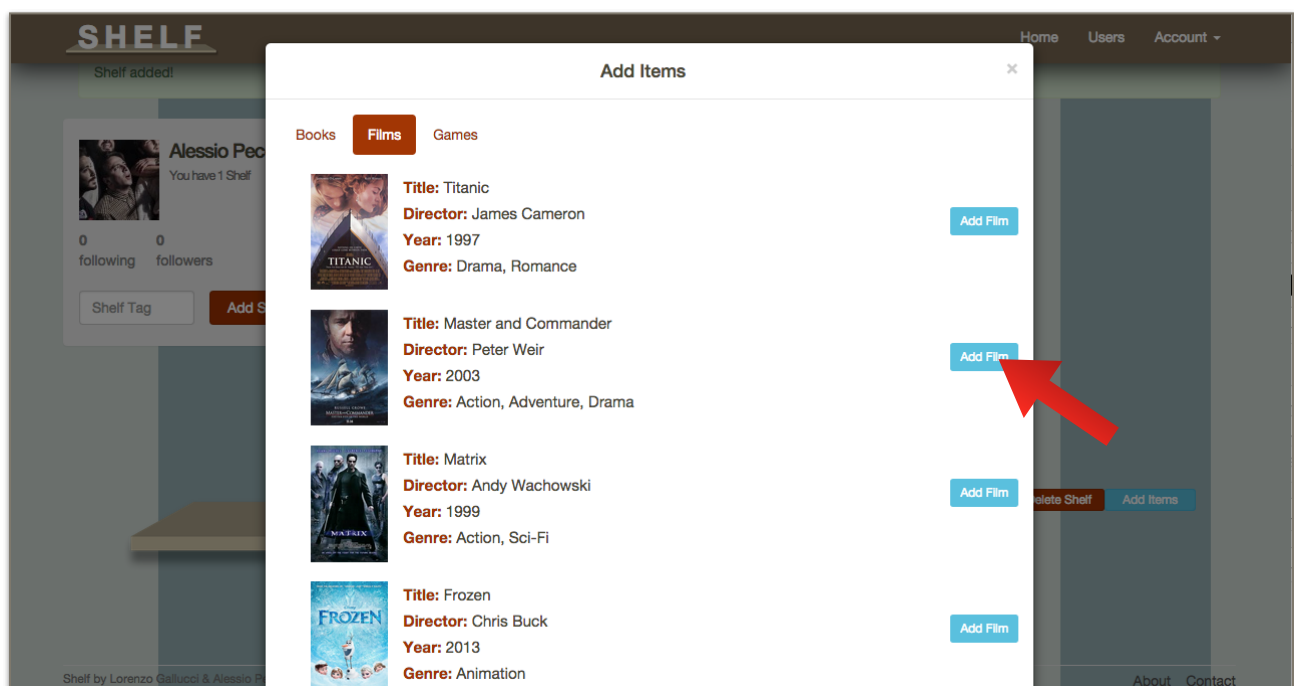 SHELF
Home Users Account
Shelf added!
Add Items
×
Books Films Games
Alessio Pec
You have 1 Shelf
0 0
following followers
Shelf Tag
Add S
TITANIC
Title: Titanic
Director: James Cameron
Year: 1997
Genre: Drama, Romance
Add Film
Title: Master and Commander
Director: Peter Weir
Year: 2003
Genre: Action, Adventure, Drama
Add Film
MATRIX
Title: Matrix
Director: Andy Wachowski
Year: 1999
Genre: Action, Sci-Fi
Add Film
elete Shelf Add Items
FROZEN
Title: Frozen
Director: Chris Buck
Year: 2013
Genre: Animation
Add Film
Shelf by Lorenzo Gallucci & Alessio Pe
About Contact